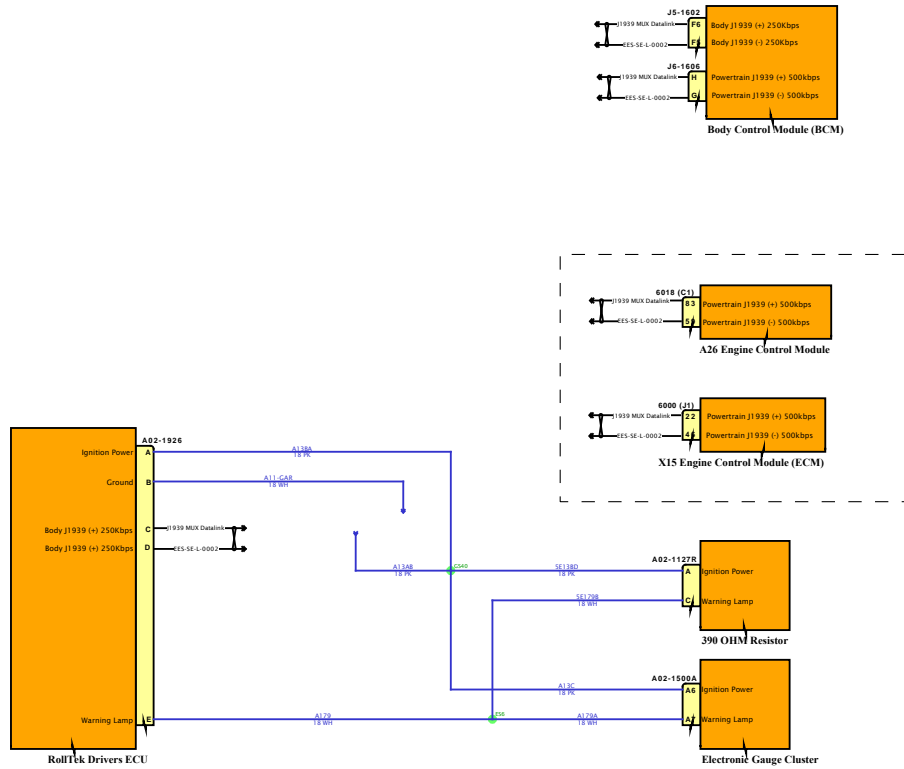 J5-1602
J1939 MUX Datalink
F6
Body J1939 (+) 250Kbps
EES-SE-L-0002
Body J1939 (-) 250Kbps
J6-1606
J1939 MUX Datalink
H
Powertrain J1939 (+) 500kbps
EES-SE-L-0002
G
Powertrain J1939 (-) 500kbps
Body Control Module (BCM)
6018 (C1)
J1939 MUX Datalink
83
Powertrain J1939 (+) 500kbps
EES-SE-L-0002
Powertrain J1939 (-) 500kbps
A26 Engine Control Module
6000 (J1)
J1939 MUX Datalink
22
Powertrain J1939 (+) 500kbps
EES-SE-L-0002
Powertrain J1939 (-) 500kbps
X15 Engine Control Module (ECM)
A02-1926
Ignition Power
A
A13BA
18 PK
Ground
B
A11-GAR
18 WH
Body J1939 (+) 250Kbps
C
J1939 MUX Datalink
Body J1939 (+) 250Kbps
D
EES-SE-L-0002
A02-1127R
A13AB
18 PK
GS40
5E13BD
18 PK
A
Ignition Power
5E179B
18 WH
C
Warning Lamp
390 OHM Resistor
A02-1500A
A13C
18 PK
A6
Ignition Power
Warning Lamp
E
A179
18 WH
ES6
A179A
18 WH
A7
Warning Lamp
RollTek Drivers ECU
Electronic Gauge Cluster